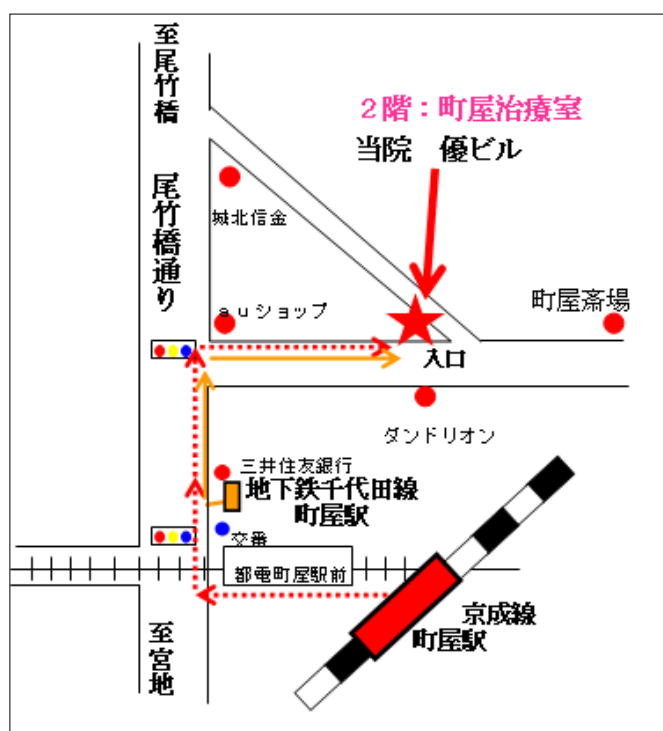 至尾竹橋
２階：町屋治療室
当院　優ビル
尾竹橋通り
城北信金
ａｕショップ
町屋斎場
入口
ダンドリオン
三井住友銀行
地下鉄千代田線
町屋駅
交番
都電町屋駅前
京成線
町屋駅
至宮地